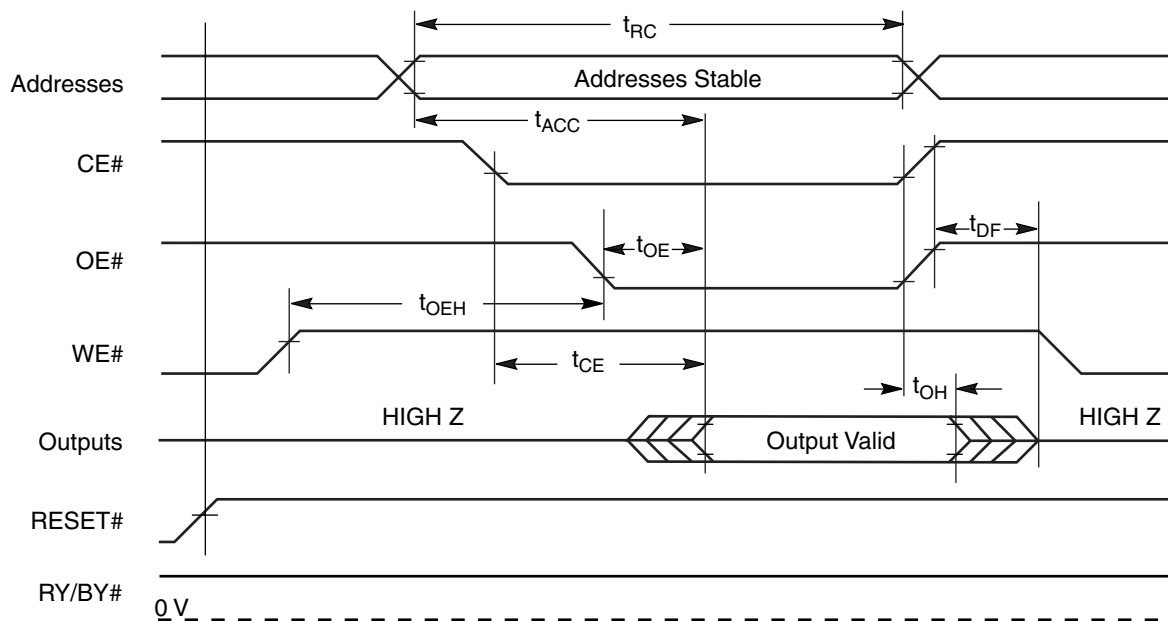 tRC
Addresses
Addresses Stable
tACC
CE#
tDF
tOE
OE#
tOEH
WE#
tCE
tOH
HIGH Z
HIGH Z
Outputs
Output Valid
RESET#
RY/BY#
0 V